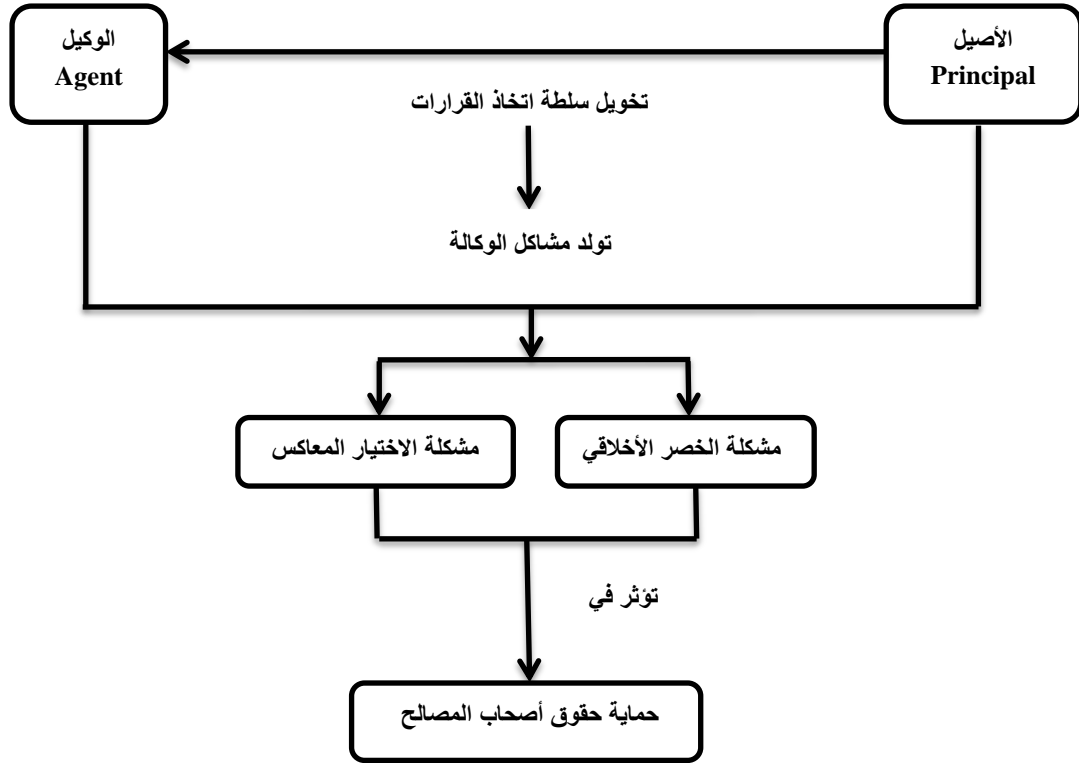 الأصيل
Principal
الوكيل
Agent
تخويل سلطة اتخاذ القرارات
تولد مشاكل الوكالة
مشكلة الخصر الأخلاقي
مشكلة الاختيار المعاكس
تؤثر في
حماية حقوق أصحاب المصالح